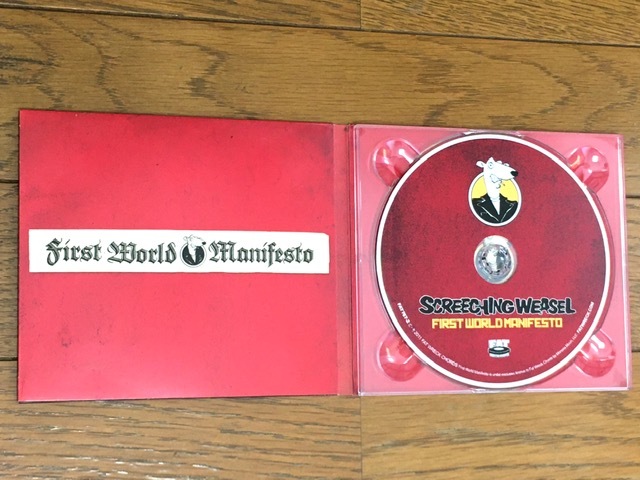 First World Manifesto
SCREECHING WEASEL
FIRST WORLD MANIFESTO
FAT